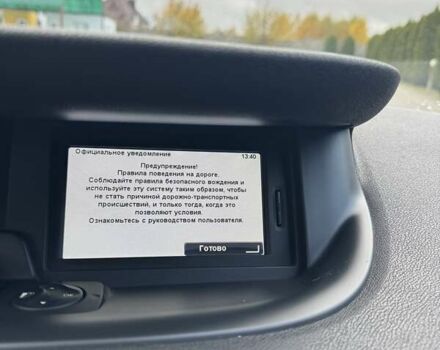 Официальное уведомление 13:40
Предупреждение!
Правила поведения на дороге.
Соблюдайте правила безопасного вождения и
используйте эту систему таким образом, чтобы
не стать причиной дорожно-транспортных
происшествий, и только тогда, когда это
позволяют условия.
Ознакомьтесь с руководством пользователя.
Готово